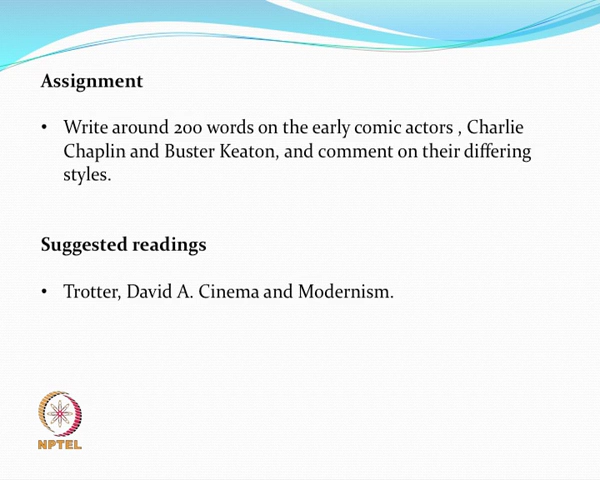 Assignment
• Write around 200 words on the early comic actors , Charlie
Chaplin and Buster Keaton, and comment on their differing
styles.
Suggested readings
• Trotter, David A. Cinema and Modernism.
NPTEL